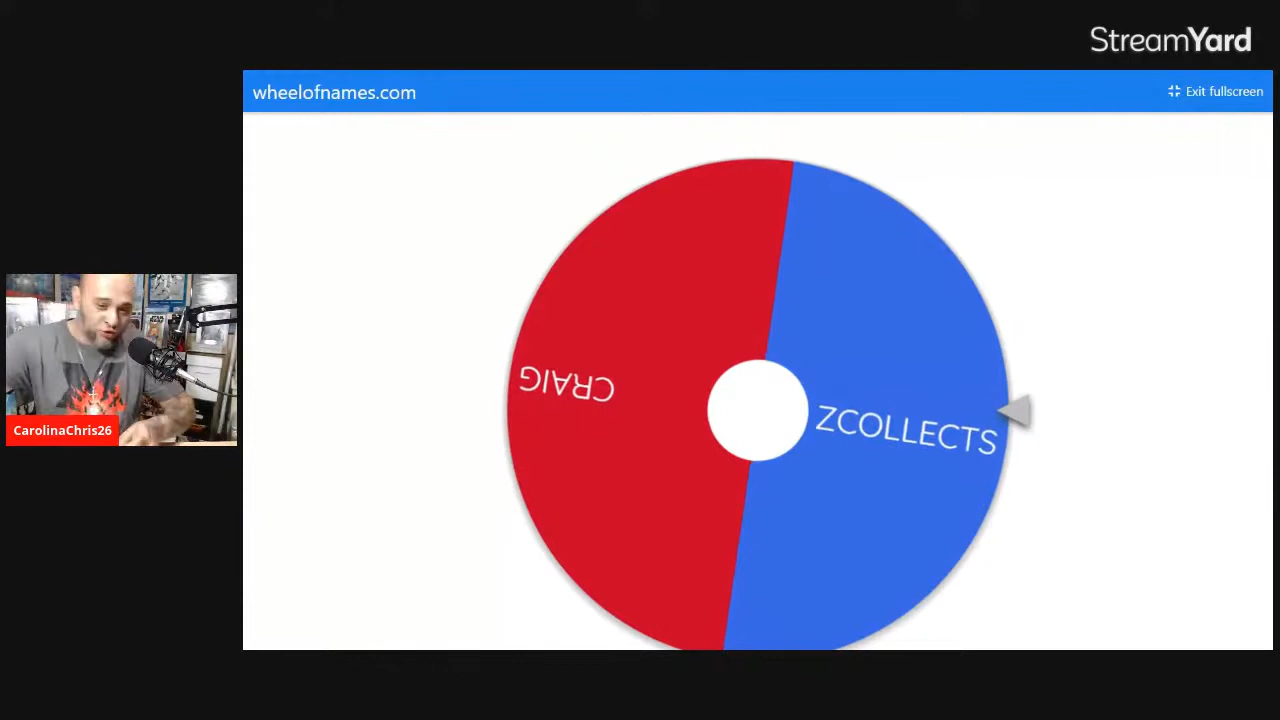 StreamYard
wheelofnames.com
Exit fullscreen
CRAIG
ZCOLLECTS
CarolinaChris26